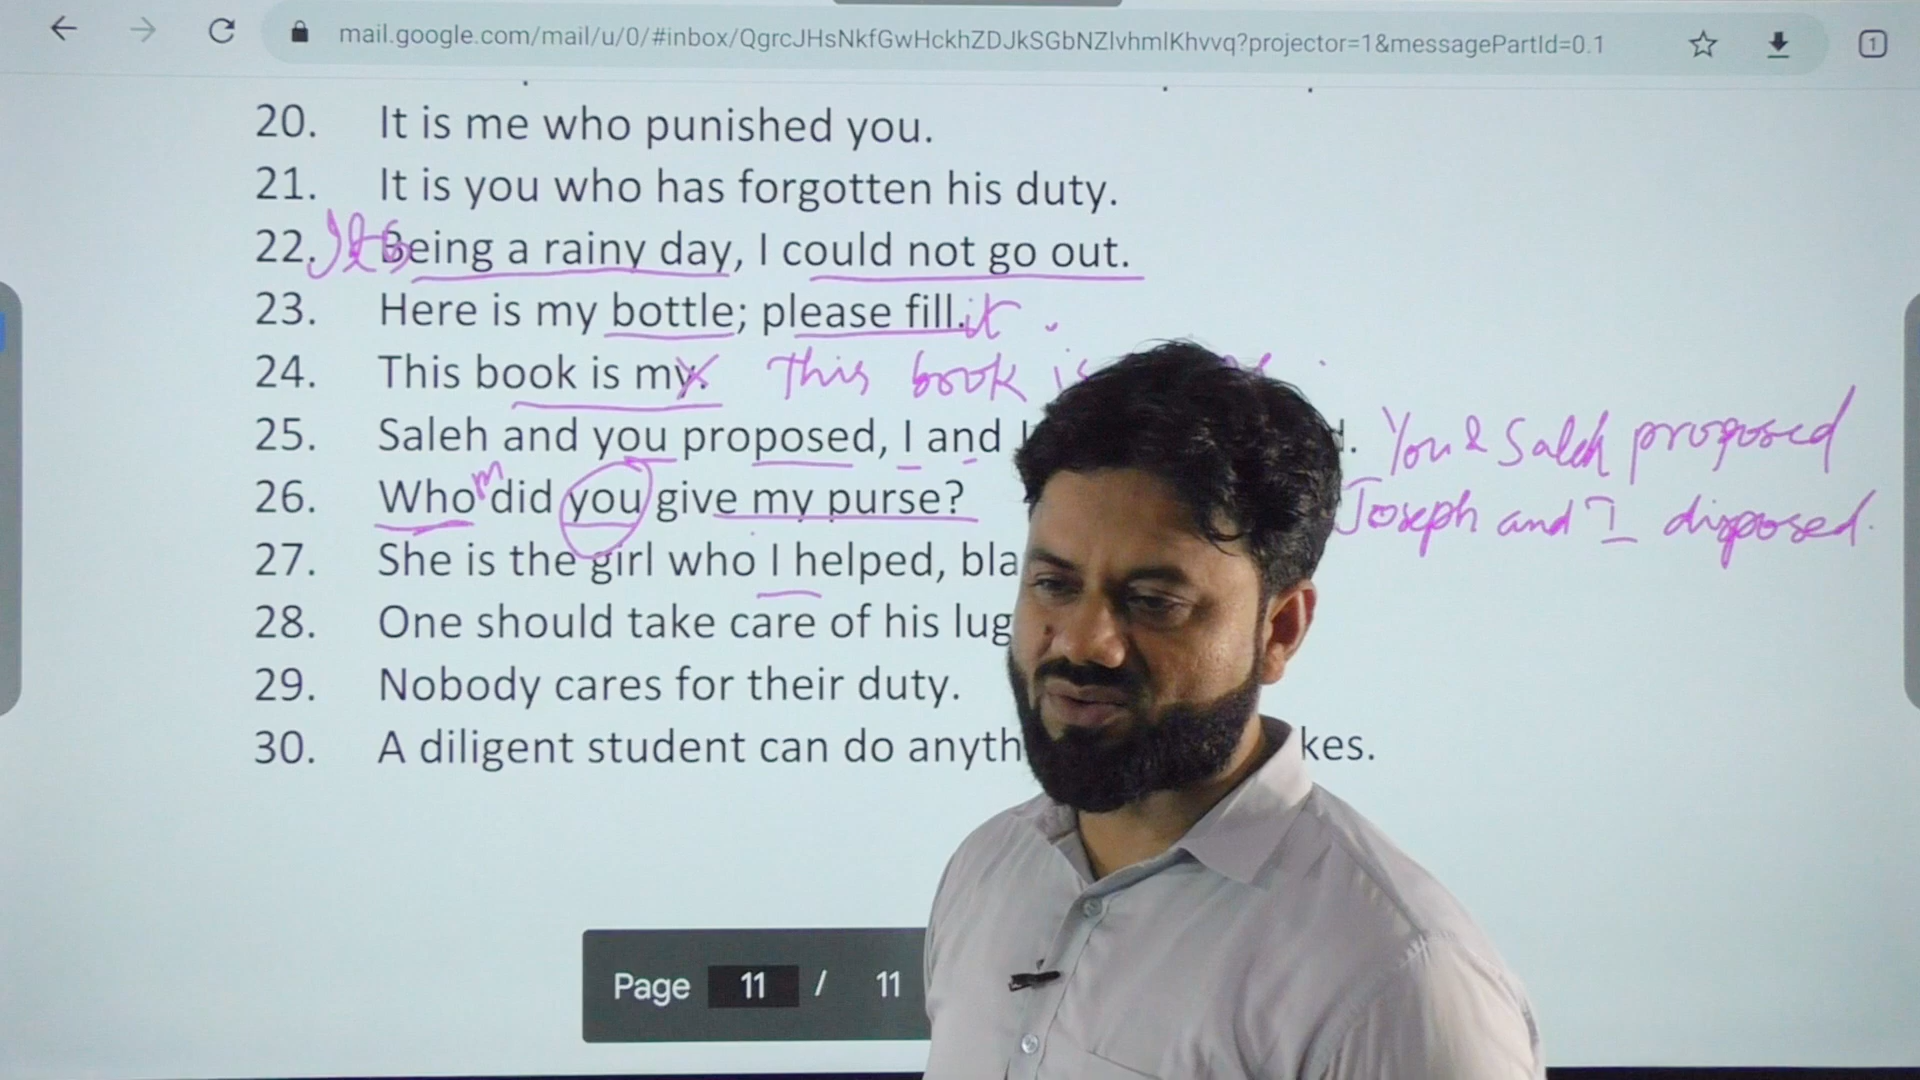 mail.google.com/mail/u/0/#inbox/QgrcJHsNkfGwHckhZDJkSGbNZlvhmlKhvvq?projector=1&messagePartId=0.1
1
20. It is me who punished you.
21. It is you who has forgotten his duty.
It
22. Being a rainy day, I could not go out.
23. Here is my bottle; please fill. it.
24. This book is my. This book is
25. Saleh and you proposed, I and
You & Saleh proposed
m
26. Who did you give my purse?
Joseph and I disposed.
27. She is the girl who I helped,
28. One should take care of his
29. Nobody cares for their duty.
30. A diligent student can do
Page 11 / 11